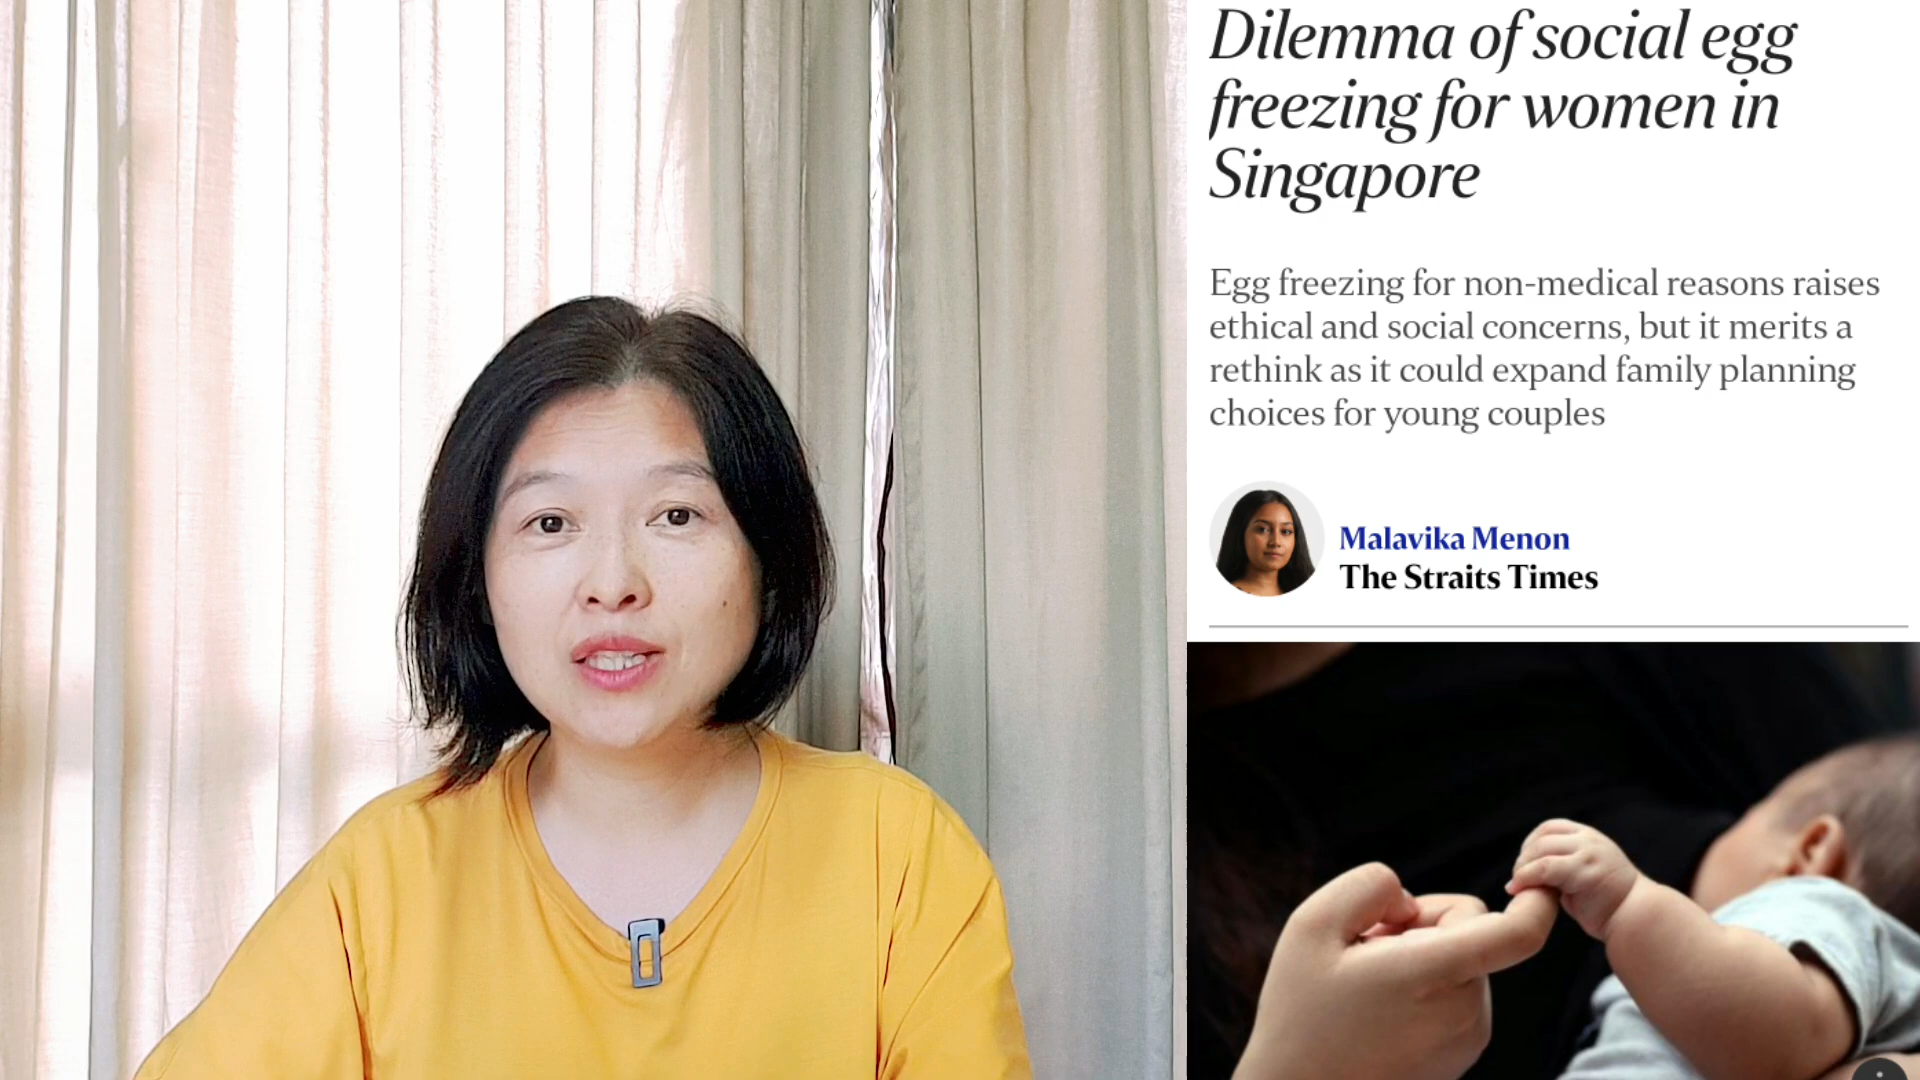 Dilemma of social egg
freezing for women in
Singapore
Egg freezing for non-medical reasons raises
ethical and social concerns, but it merits a
rethink as it could expand family planning
choices for young couples
Malavika Menon
The Straits Times